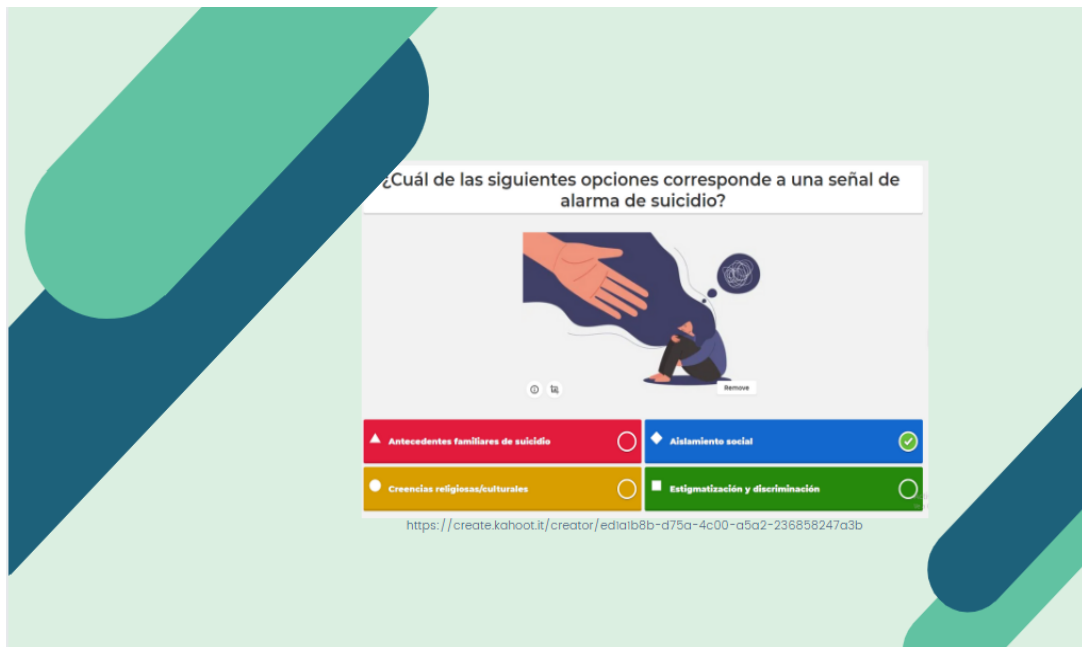 ¿Cuál de las siguientes opciones corresponde a una señal de
alarma de suicidio?
Remove
Antecedentes familiares de suicidio
Aislamiento social
Creencias religiosas/culturales
Estigmatización y discriminación
https://create.kahoot.it/creator/ed1a1b8b-d75a-4c00-a5a2-236858247a3b